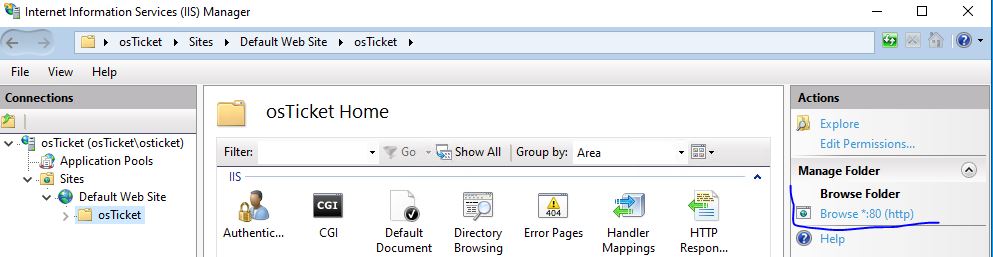 Internet Information Services (IIS) Manager
osTicket Sites Default Web Site osTicket
File View Help
Connections
osTicket (osTicket\osticket)
Application Pools
Sites
Default Web Site
osTicket
osTicket Home
Filter: Go Show All Group by: Area
IIS
Authentic... CGI Default Document Directory Browsing Error Pages Handler Mappings HTTP Respon...
CGI
404
Actions
Explore
Edit Permissions...
Manage Folder
Browse Folder
Browse *:80 (http)
Help